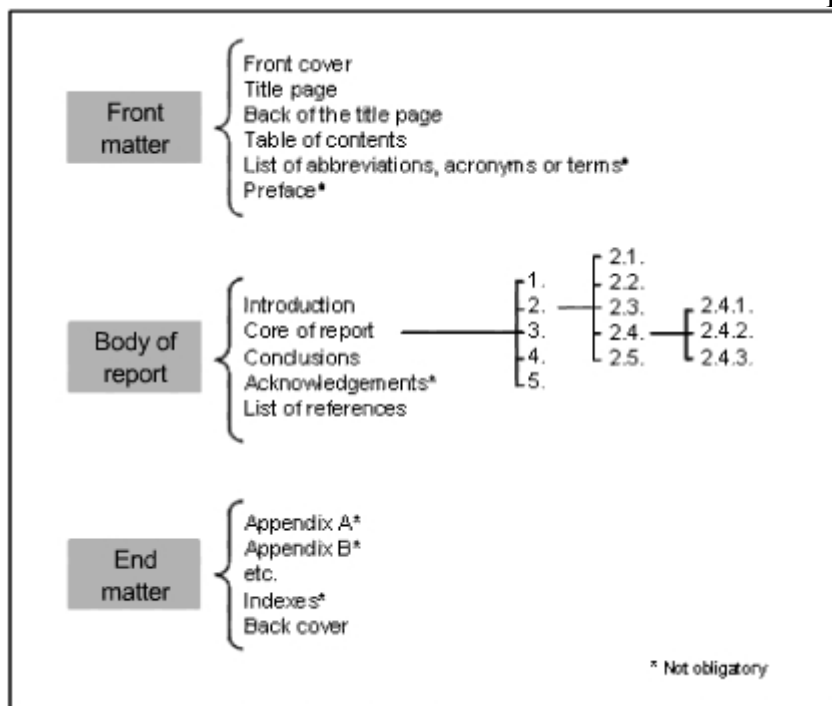 Front
matter
Front cover
Title page
Back of the title page
Table of contents
List of abbreviations, acronyms or terms*
Preface*
Body of
report
Introduction
Core of report
Conclusions
Acknowledgements*
List of references
1.
2.
3.
4.
5.
2.1.
2.2.
2.3.
2.4.
2.5.
2.4.1.
2.4.2.
2.4.3.
End
matter
Appendix A*
Appendix B*
etc.
Indexes*
Back cover
* Not obligatory